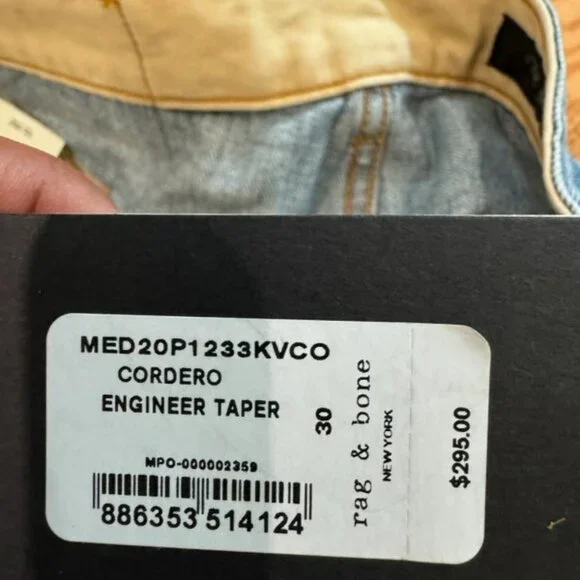 MED20P1233KVCO
CORDERO
ENGINEER TAPER
30
rag & bone
NEW YORK
$295.00
MPO-000002359
886353 514124